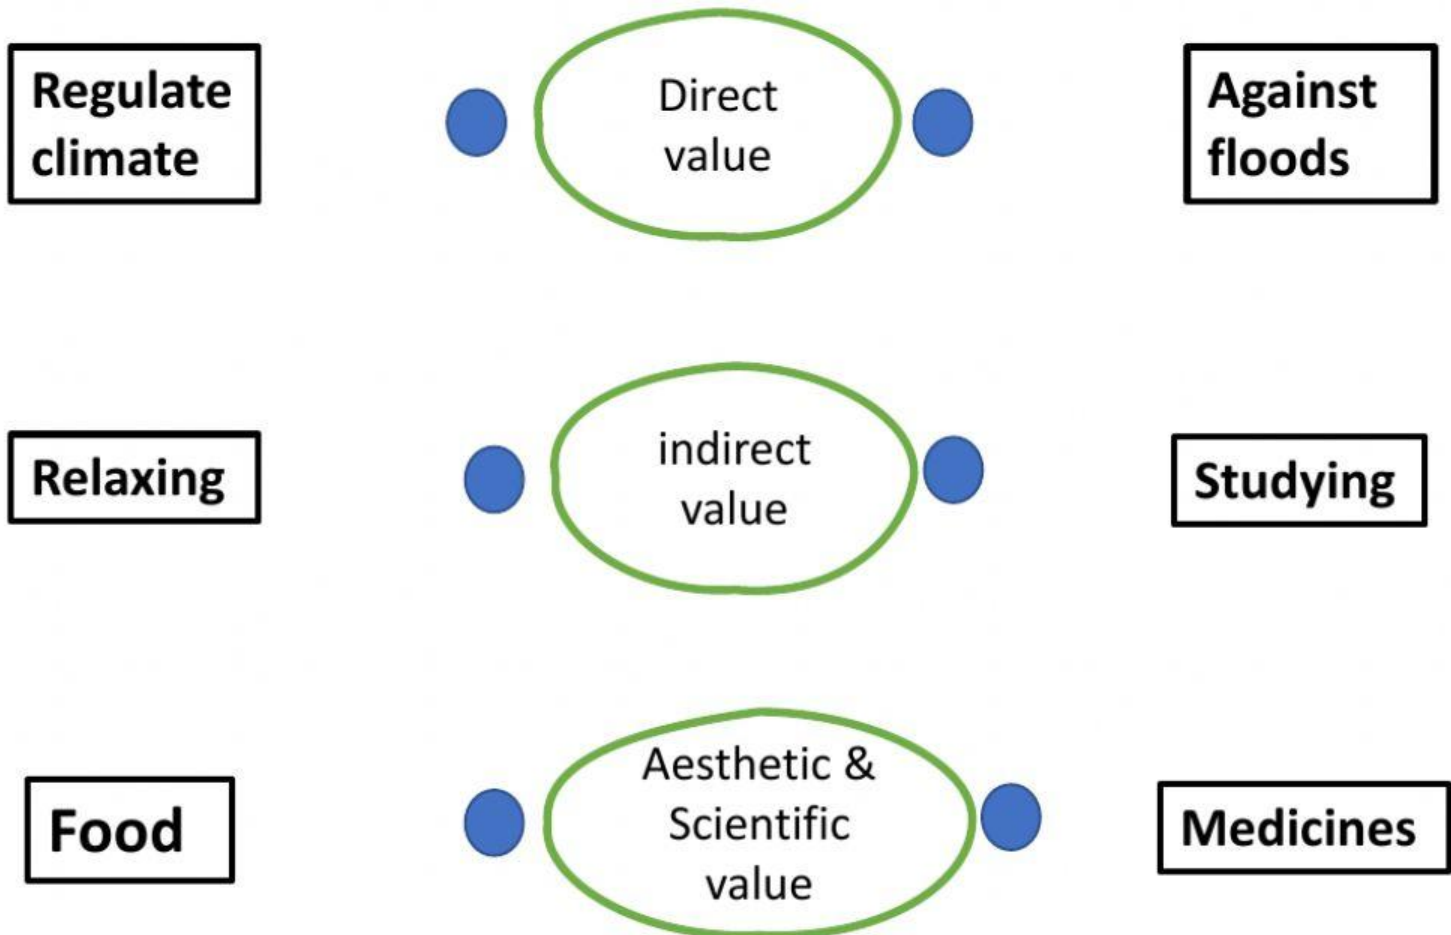 Regulate
climate
Direct
value
Against
floods
Relaxing
indirect
value
Studying
Food
Aesthetic &
Scientific
value
Medicines